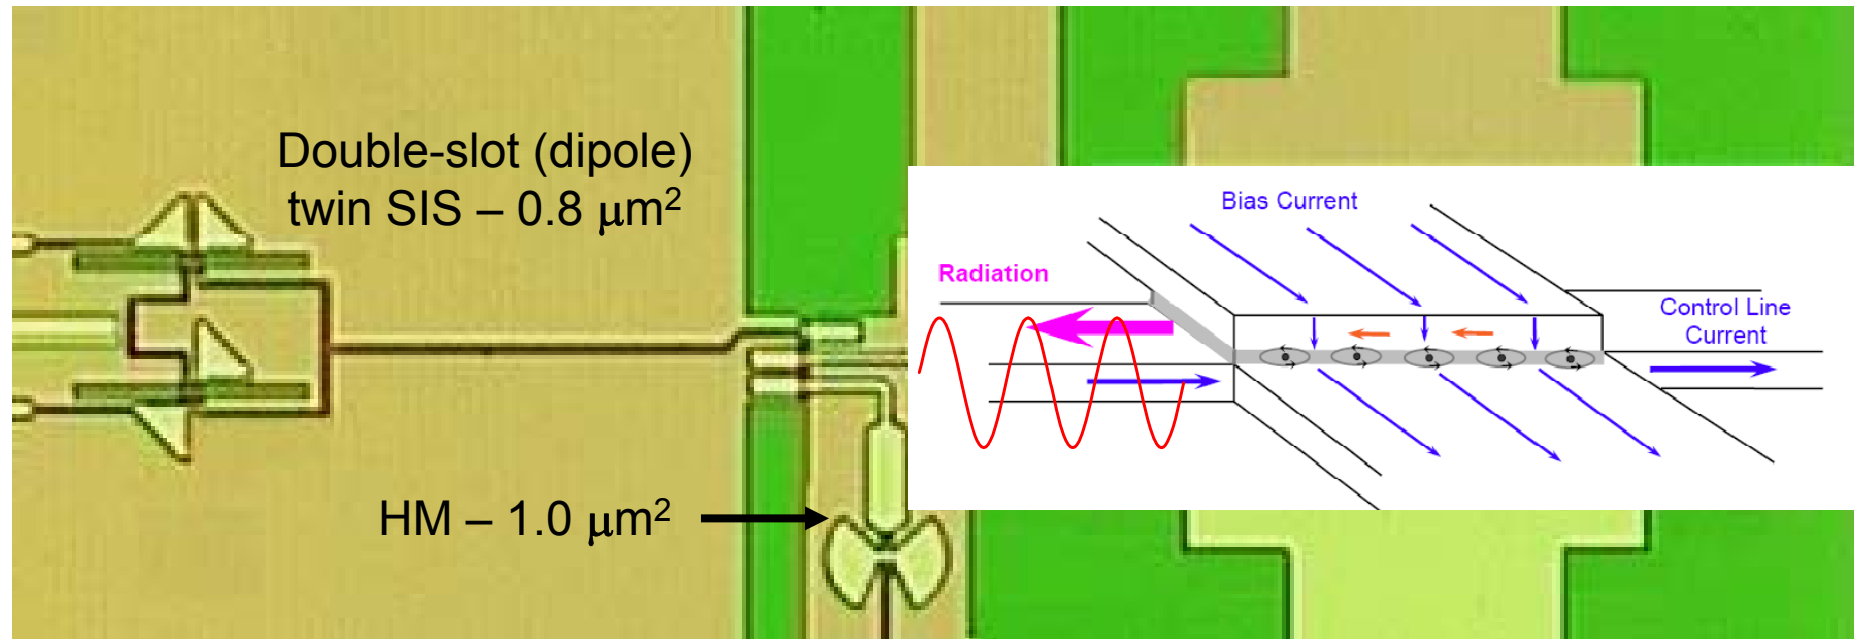 Double-slot (dipole)
twin SIS – 0.8 μm²
HM – 1.0 μm²
Bias Current
Radiation
Control Line
Current